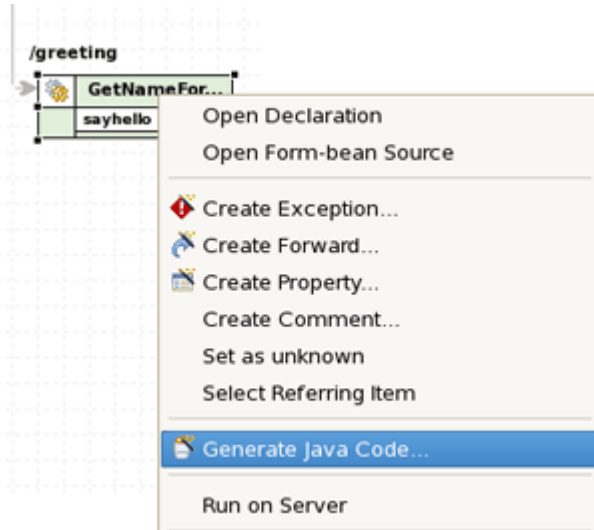 /greeting
GetNameFor...
sayhello
Open Declaration
Open Form-bean Source
Create Exception...
Create Forward...
Create Property...
Create Comment...
Set as unknown
Select Referring Item
Generate Java Code...
Run on Server